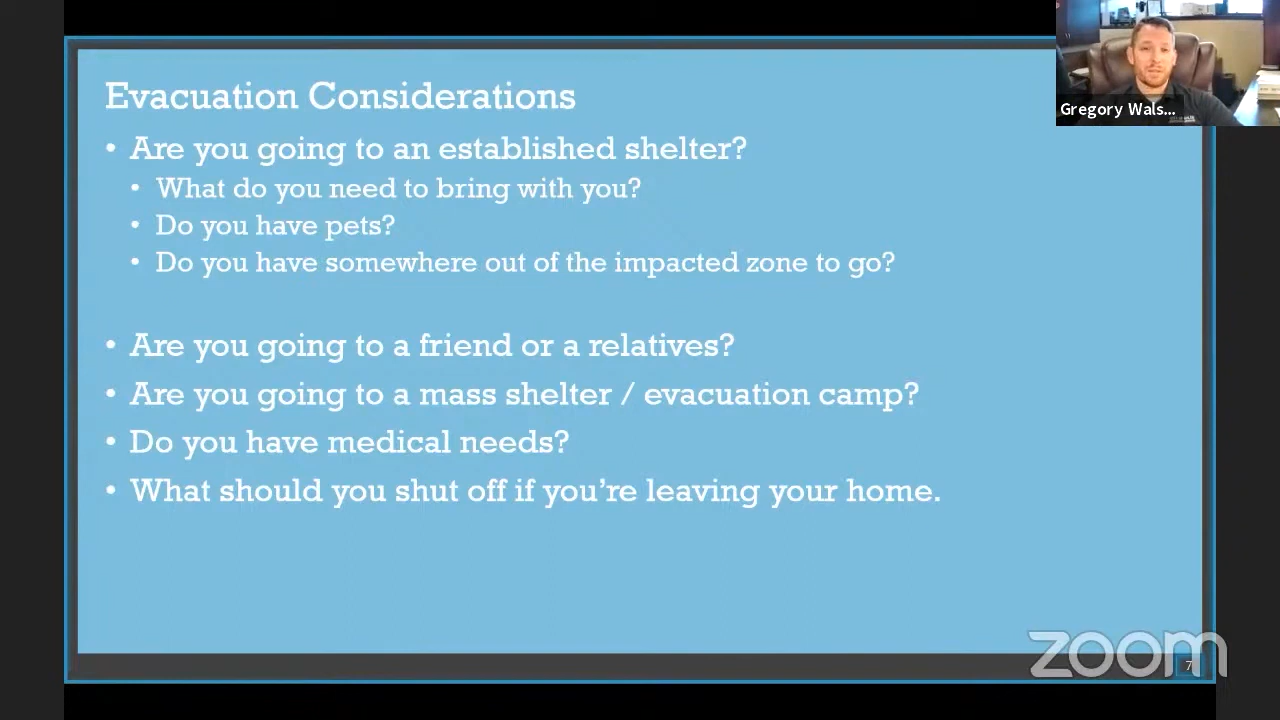 Evacuation Considerations
• Are you going to an established shelter?
• What do you need to bring with you?
• Do you have pets?
• Do you have somewhere out of the impacted zone to go?
• Are you going to a friend or a relatives?
• Are you going to a mass shelter / evacuation camp?
• Do you have medical needs?
• What should you shut off if you’re leaving your home.
Gregory Wals...
zoom
7